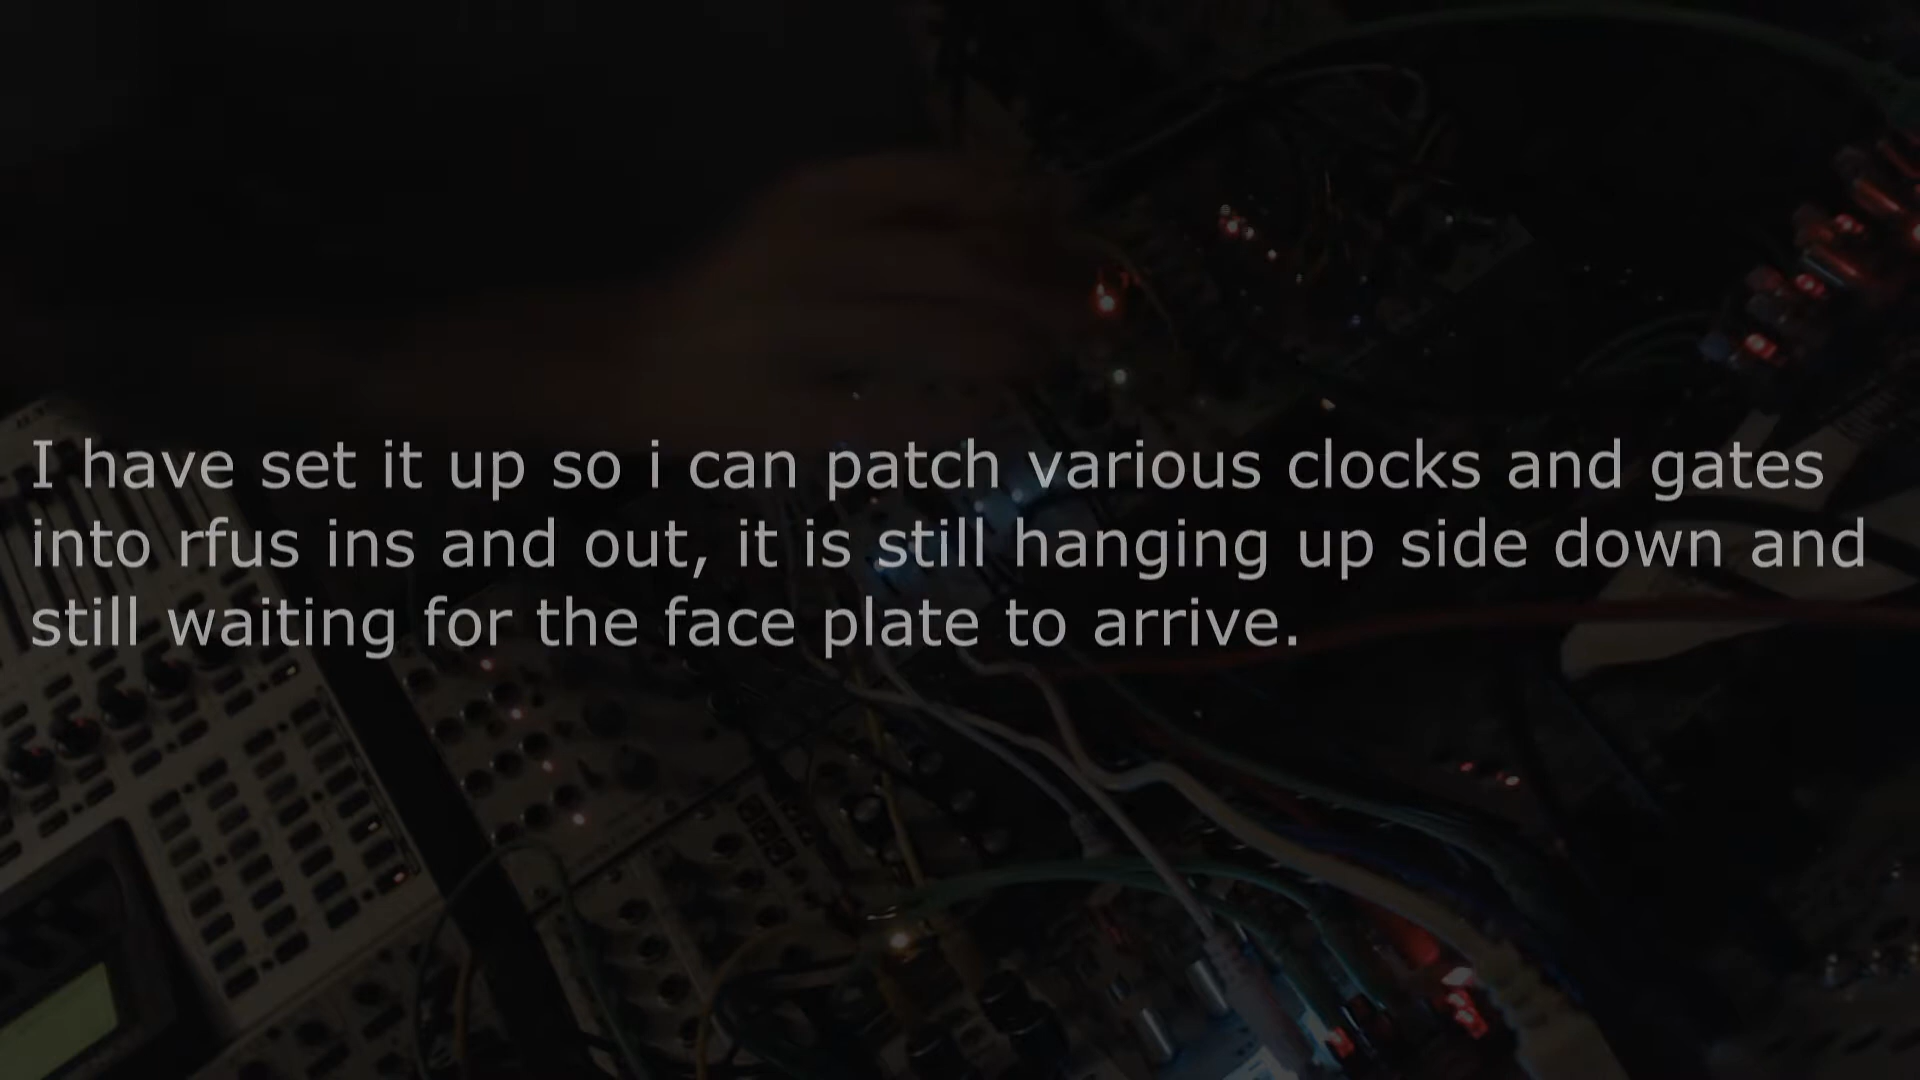 I have set it up so i can patch various clocks and gates
into rfus ins and out, it is still hanging up side down and
still waiting for the face plate to arrive.